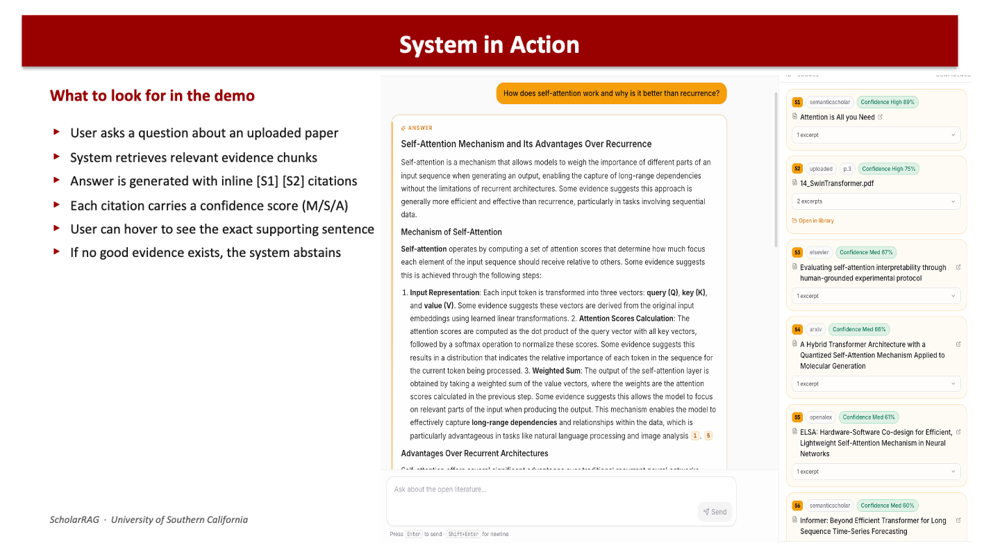 System in Action
What to look for in the demo
User asks a question about an uploaded paper
System retrieves relevant evidence chunks
Answer is generated with inline [S1] [S2] citations
Each citation carries a confidence score (M/S/A)
User can hover to see the exact supporting sentence
If no good evidence exists, the system abstains
ScholarRAG · University of Southern California
How does self-attention work and why is it better than recurrence?
ANSWER
Self-Attention Mechanism and Its Advantages Over Recurrence
Self-attention is a mechanism that allows models to weigh the importance of different parts of an
input sequence when generating an output, enabling the capture of long-range dependencies
without the limitations of recurrent architectures. Some evidence suggests this approach is
generally more efficient and effective than recurrence, particularly in tasks involving sequential
data.
Mechanism of Self-Attention
Self-attention operates by computing a set of attention scores that determine how much focus
each element of the input sequence should receive relative to others. Some evidence suggests
this is achieved through the following steps:
1. Input Representation: Each input token is transformed into three vectors: query (Q), key (K),
and value (V). Some evidence suggests these vectors are derived from the original input
embeddings using learned linear transformations. 2. Attention Scores Calculation: The
attention scores are computed as the dot product of the query vector with all key vectors,
followed by a softmax operation to normalize these scores. Some evidence suggests this
results in a distribution that indicates the relative importance of each token in the sequence for
the current token being processed. 3. Weighted Sum: The output of the self-attention layer is
obtained by taking a weighted sum of the value vectors, where the weights are the attention
scores calculated in the previous step. Some evidence suggests this allows the model to focus
on relevant parts of the input when producing the output. This mechanism enables the model to
effectively capture long-range dependencies and relationships within the data, which is
particularly advantageous in tasks like natural language processing and image analysis 1 . 5
Advantages Over Recurrent Architectures
Self-attention offers several significant advantages over traditional recurrent neural networks
Ask about the open literature...
Send
Press Enter to send · Shift+Enter for newline
ID · SOURCE CONFIDENCE
S1 semanticscholar Confidence High 89%
Attention is All you Need
1 excerpt
S2 uploaded p.3 Confidence High 75%
14_SwinTransformer.pdf
2 excerpts
Open in library
S3 elsevier Confidence Med 67%
Evaluating self-attention interpretability through
human-grounded experimental protocol
1 excerpt
S4 arxiv Confidence Med 66%
A Hybrid Transformer Architecture with a
Quantized Self-Attention Mechanism Applied to
Molecular Generation
1 excerpt
S5 openalex Confidence Med 61%
ELSA: Hardware-Software Co-design for Efficient,
Lightweight Self-Attention Mechanism in Neural
Networks
1 excerpt
S6 semanticscholar Confidence Med 60%
Informer: Beyond Efficient Transformer for Long
Sequence Time-Series Forecasting